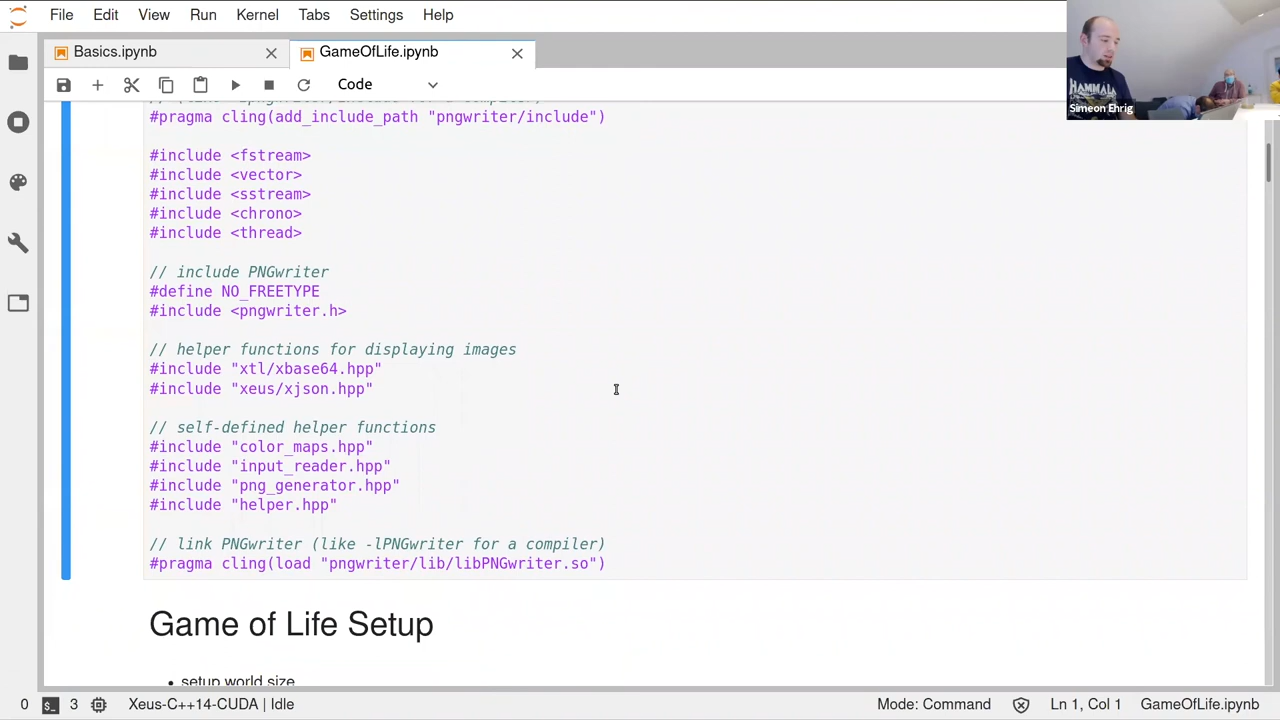 File Edit View Run Kernel Tabs Settings Help
Basics.ipynb
GameOfLife.ipynb
Code
#pragma cling(add_include_path "pngwriter/include")
#include <fstream>
#include <vector>
#include <sstream>
#include <chrono>
#include <thread>
// include PNGwriter
#define NO_FREETYPE
#include <pngwriter.h>
// helper functions for displaying images
#include "xtl/xbase64.hpp"
#include "xeus/xjson.hpp"
// self-defined helper functions
#include "color_maps.hpp"
#include "input_reader.hpp"
#include "png_generator.hpp"
#include "helper.hpp"
// link PNGwriter (like -lPNGwriter for a compiler)
#pragma cling(load "pngwriter/lib/libPNGwriter.so")
Game of Life Setup
• setup world size
0 $_ 3 Xeus-C++14-CUDA | Idle Mode: Command Ln 1, Col 1 GameOfLife.ipynb
Simeon Ehrig